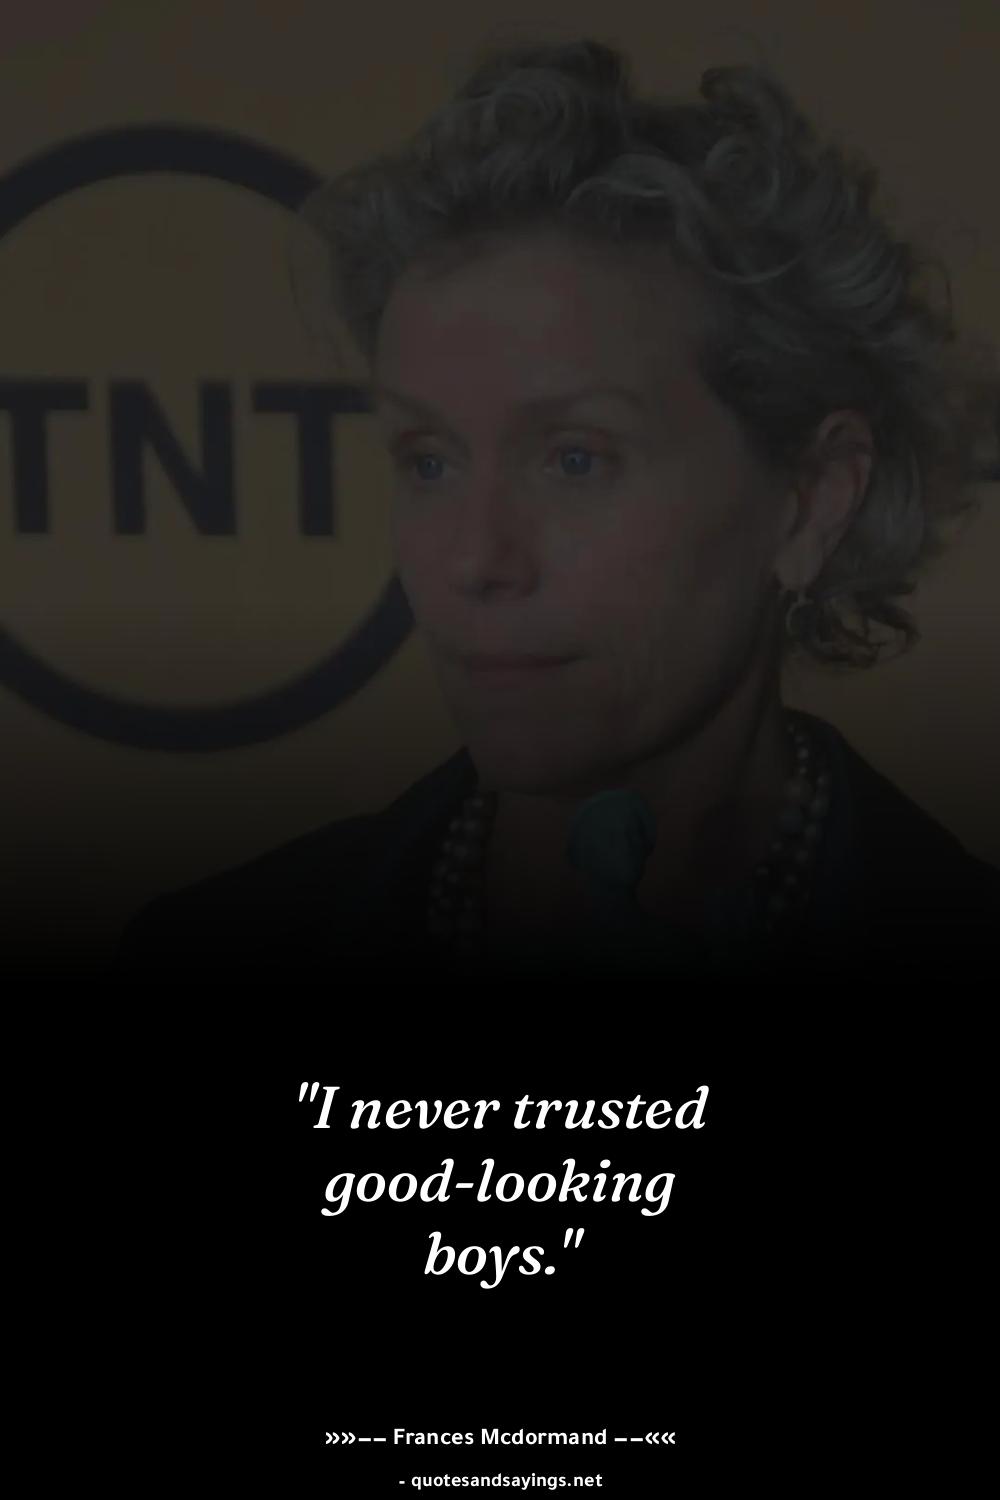 TNT
"I never trusted
good-looking
boys."
»»–– Frances Mcdormand ––««
- quotesandsayings.net